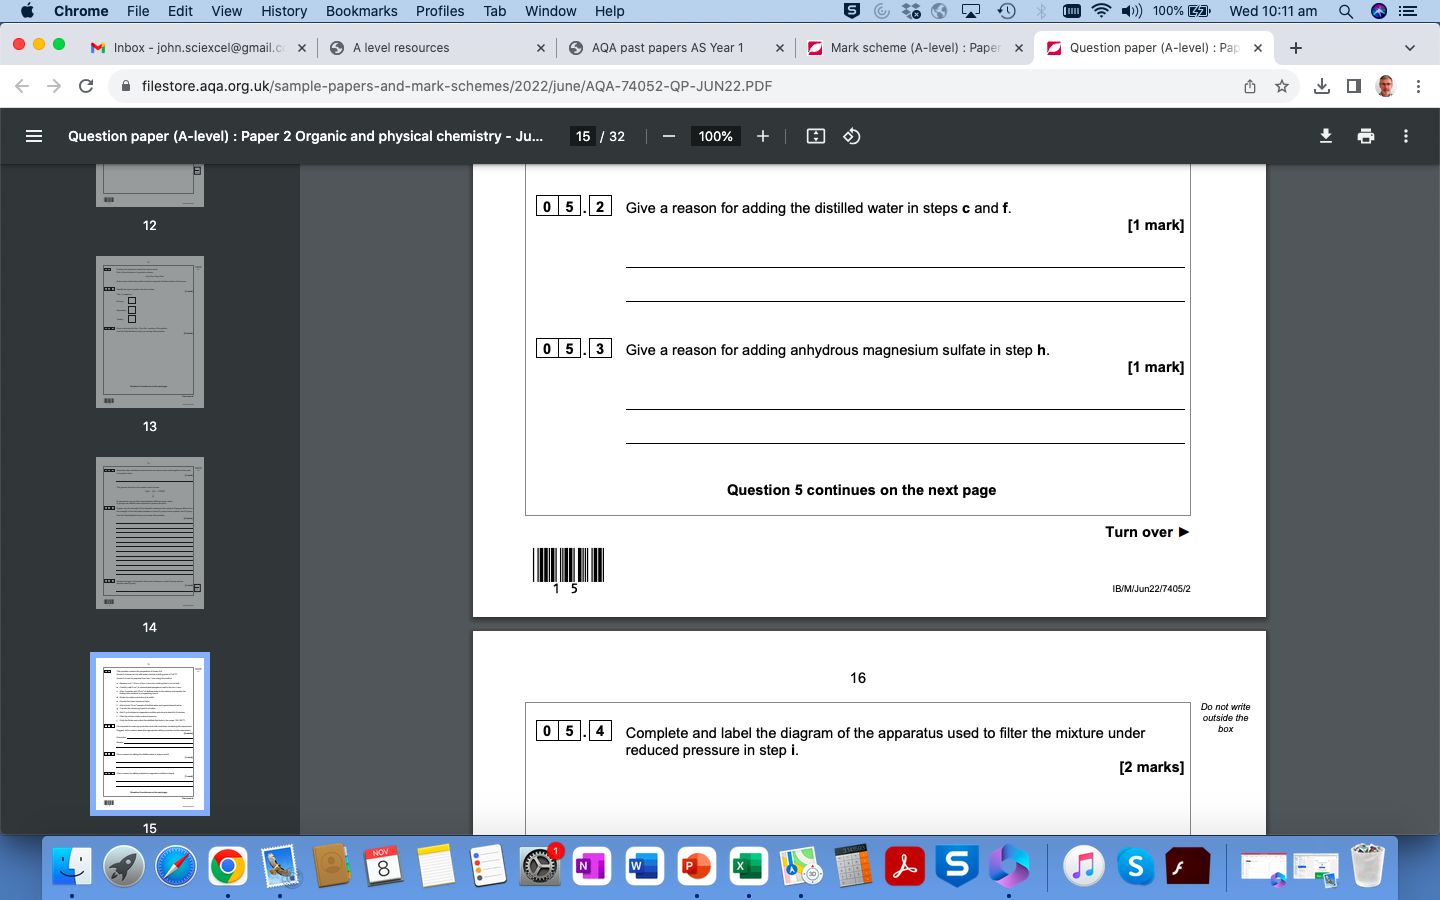 Chrome File Edit View History Bookmarks Profiles Tab Window Help 100% Wed 10:11 am
Inbox - john.sciexcel@gmail.c
A level resources
AQA past papers AS Year 1
Mark scheme (A-level) : Paper
Question paper (A-level) : Pap
filestore.aqa.org.uk/sample-papers-and-mark-schemes/2022/june/AQA-74052-QP-JUN22.PDF
Question paper (A-level) : Paper 2 Organic and physical chemistry - Ju... 15 / 32 100%
12
13
14
15
0 5 . 2 Give a reason for adding the distilled water in steps c and f.
[1 mark]
0 5 . 3 Give a reason for adding anhydrous magnesium sulfate in step h.
[1 mark]
Question 5 continues on the next page
Turn over ►
1 5
IB/M/Jun22/7405/2
16
Do not write
outside the
box
0 5 . 4 Complete and label the diagram of the apparatus used to filter the mixture under
reduced pressure in step i.
[2 marks]
NOV
8
1
N
W
P
X
S
S
f